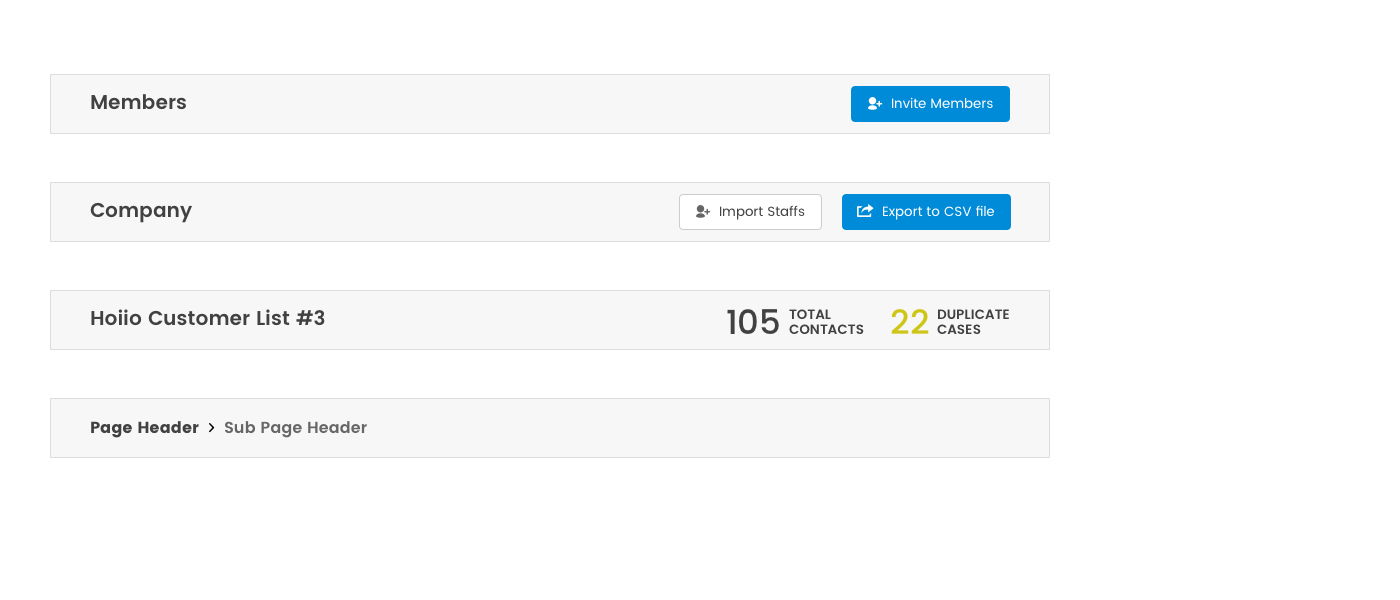 Members
Invite Members
Company
Import Staffs
Export to CSV file
Hoiio Customer List #3
105
TOTAL
CONTACTS
22
DUPLICATE
CASES
Page Header > Sub Page Header